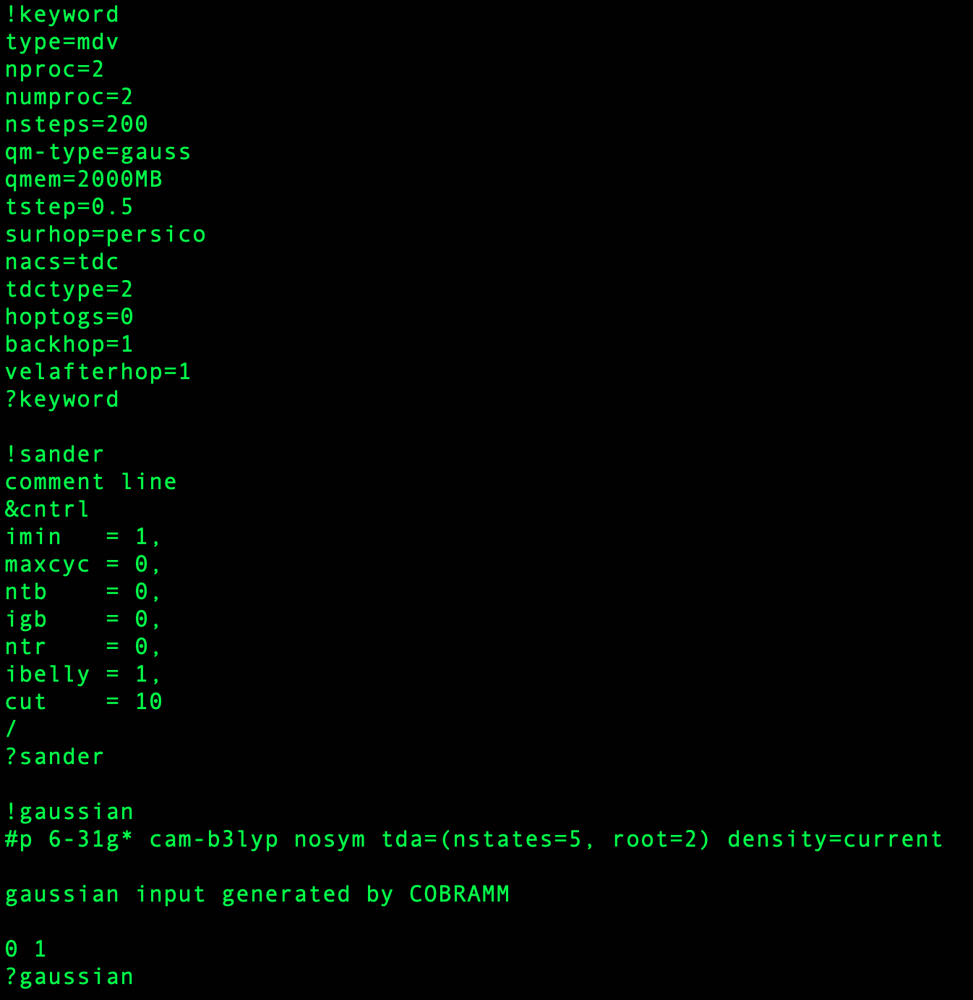 !keyword
type=mdv
nproc=2
numproc=2
nsteps=200
qm-type=gauss
qmem=2000MB
tstep=0.5
surhop=persico
nacs=tdc
tdctype=2
hoptogs=0
backhop=1
velafterhop=1
?keyword

!sander
comment line
&cntrl
imin   = 1,
maxcyc = 0,
ntb    = 0,
igb    = 0,
ntr    = 0,
ibelly = 1,
cut    = 10
/
?sander

!gaussian
#p 6-31g* cam-b3lyp nosym tda=(nstates=5, root=2) density=current

gaussian input generated by COBRAMM

0 1
?gaussian